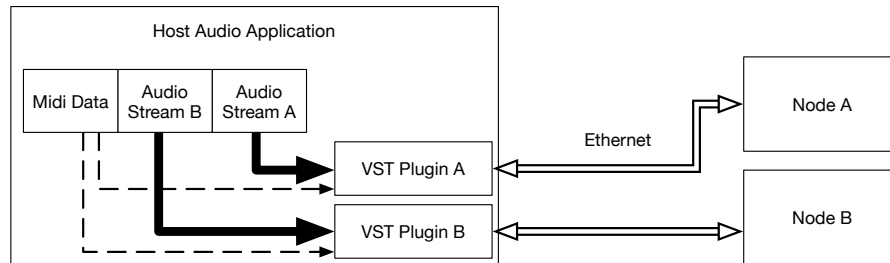 Host Audio Application
Midi Data
Audio
Stream B
Audio
Stream A
VST Plugin A
VST Plugin B
Ethernet
Node A
Node B